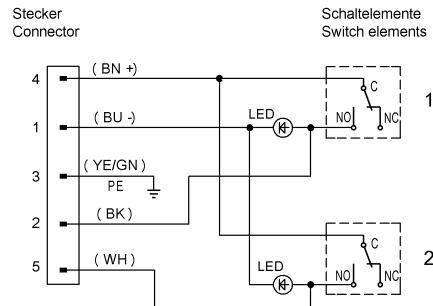 Stecker Schaltelemente
Connector Switch elements
4 (BN +) C
1 (BU -) LED NO NC 1
3 (YE/GN)
PE
2 (BK)
5 (WH) C 2
LED NO NC